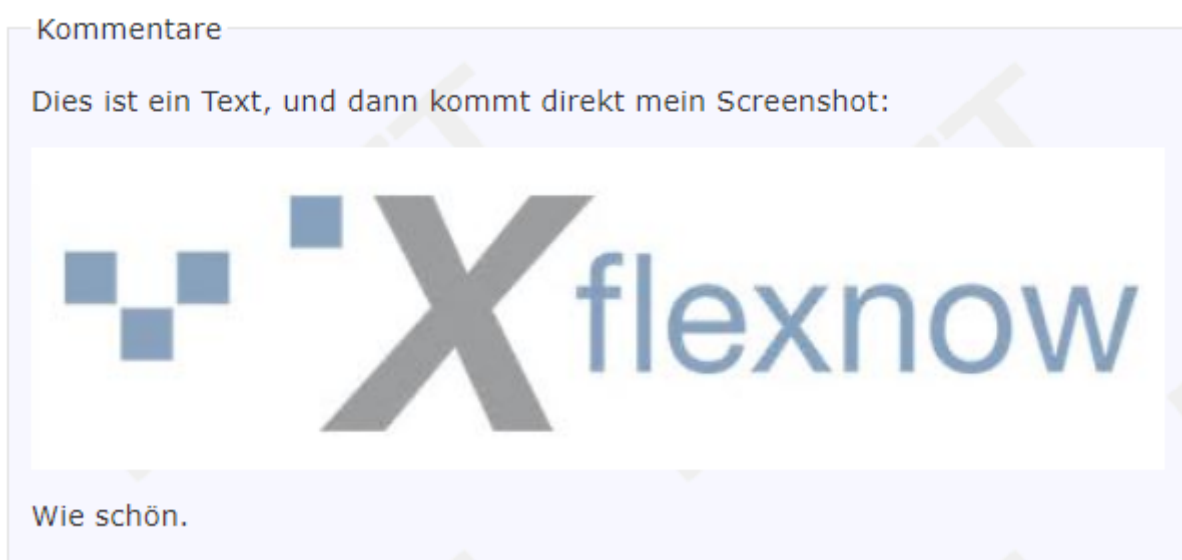 Kommentare
Dies ist ein Text, und dann kommt direkt mein Screenshot:
X flexnow
Wie schön.